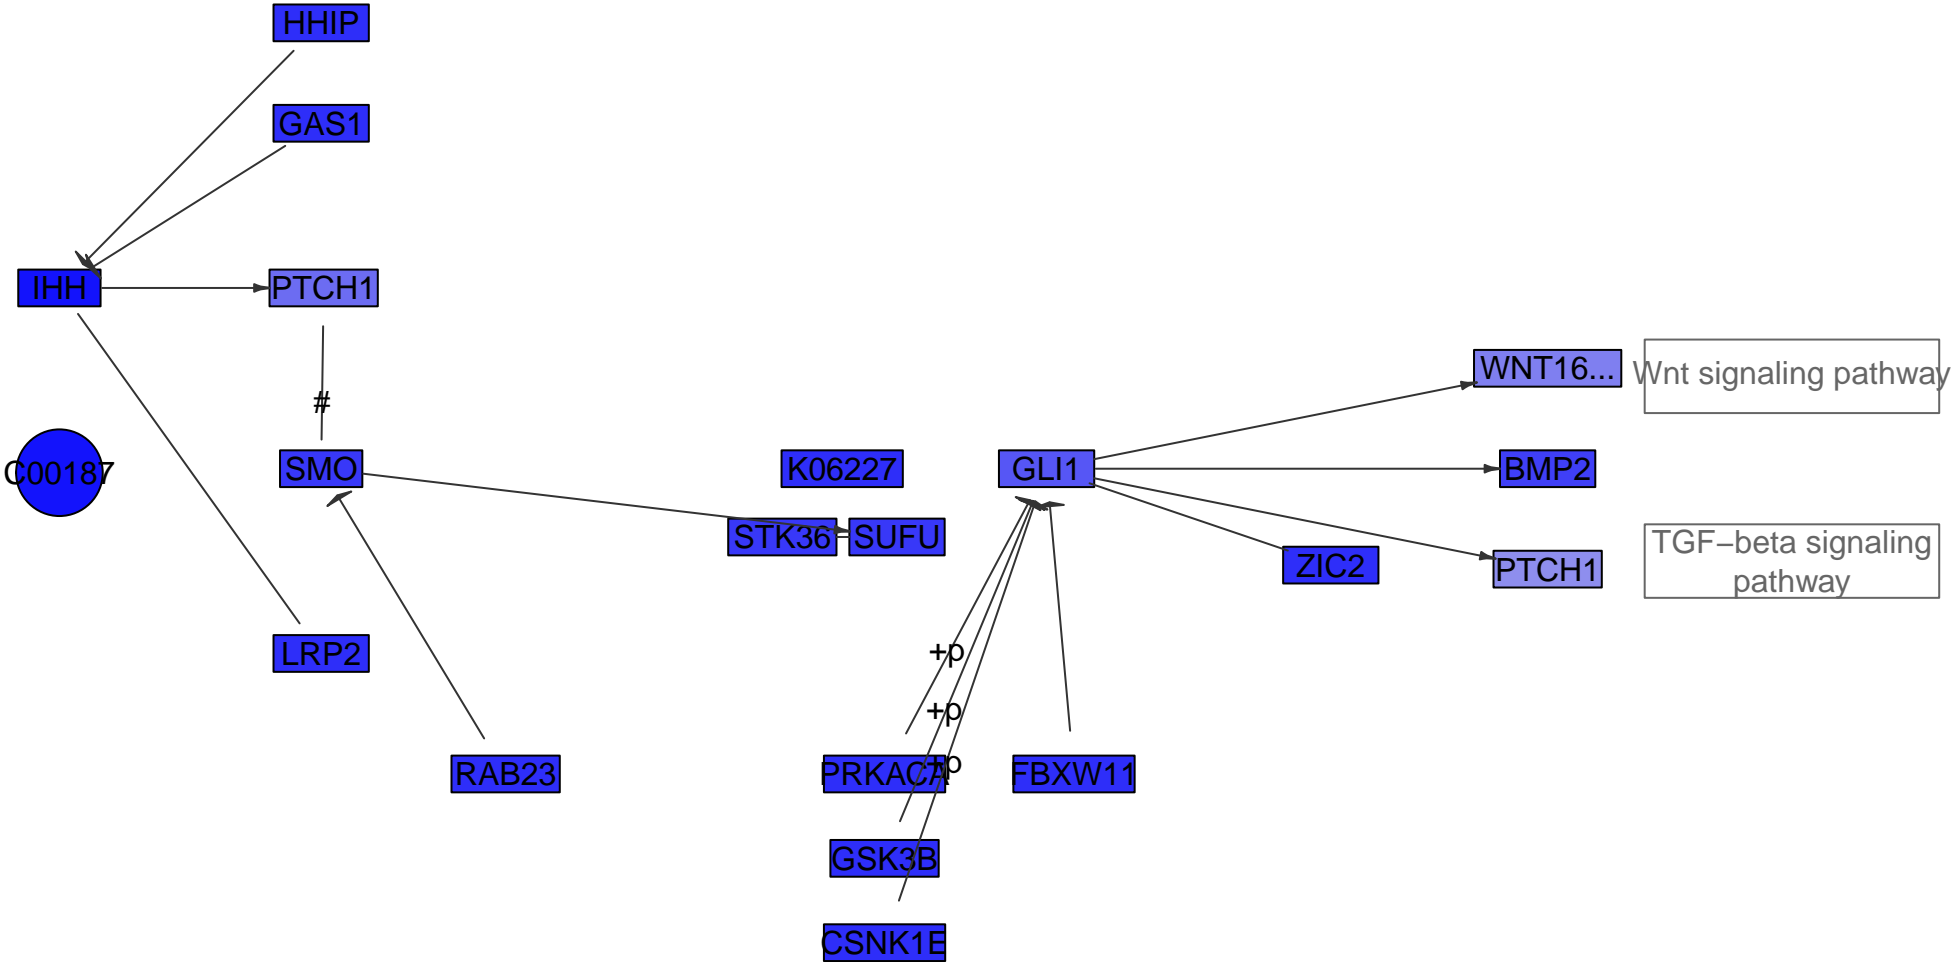 HHIP
GAS1
IHH
PTCH1
WNT16...
Wnt signaling pathway
#
C00187
SMO
K06227
GLI1
BMP2
STK36
SUFU
ZIC2
PTCH1
TGF−beta signaling
pathway
LRP2
+p
+p
+p
RAB23
PRKACA
FBXW11
GSK3B
CSNK1E